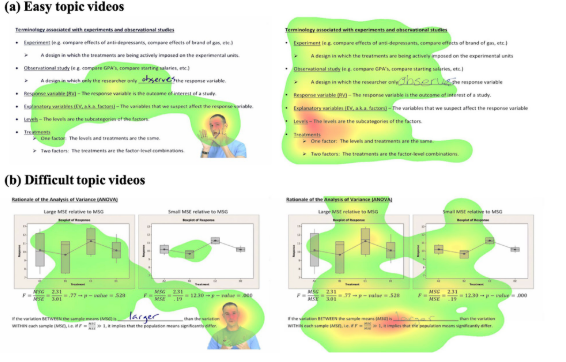 (a) Easy topic videos
Terminology associated with experiments and observational studies
• Experiment (e.g. compare effects of anti-depressants, compare effects of brand of gas, etc.)
➤ A design in which the treatments are being actively imposed on the experimental units.
• Observational study (e.g. compare GPA's, compare starting salaries, etc.)
➤ A design in which only the researcher only observes the response variable.
• Response variable (RV) – The response variable is the outcome of interest of a study.
• Explanatory variables (EV, a.k.a. factors) – The variables that we suspect affect the response variable.
• Levels – The levels are the subcategories of the factors.
• Treatments
➤ One factor: The levels and treatments are the same.
➤ Two factors: The treatments are the factor-level combinations.
Terminology associated with experiments and observational studies
• Experiment (e.g. compare effects of anti-depressants, compare effects of brand of gas, etc.)
➤ A design in which the treatments are being actively imposed on the experimental units
• Observational study (e.g. compare GPA's, compare starting salaries, etc.)
➤ A design in which the researcher only observes the response variable
• Response variable (RV) – The response variable is the outcome of interest of a study.
• Explanatory variables (EV, a.k.a. factors) – The variables that we suspect affect the response variable
• Levels – The levels are the subcategories of the factors.
• Treatments
➤ One factor: The levels and treatments are the same.
➤ Two factors: The treatments are the factor-level combinations.
(b) Difficult topic videos
Rationale of the Analysis of Variance (ANOVA)
Large MSE relative to MSG Small MSE relative to MSG
Boxplot of Response Boxplot of Response
Response Response
Treatment Treatment
F = MSG/MSE = 2.31/3.01 = .77 → p − value = .528 F = MSG/MSE = 2.31/.19 = 12.30 → p − value =
If the variation BETWEEN the sample means (MSG) is larger than the variation
WITHIN each sample (MSE), i.e. if F = MSG/MSE > 1, it implies that the population means significantly differ.
Rationale of the Analysis of Variance (ANOVA)
Large MSE relative to MSG Small MSE relative to MSG
Boxplot of Response Boxplot of Response
Response Response
Treatment Treatment
F = MSG/MSE = 2.31/3.01 = .77 → p − value = .528 F = MSG/MSE = 2.31/.19 = 12.30 → p − value = .000
If the variation BETWEEN the sample means (MSG) is than the variation
WITHIN each sample (MSE), i.e. if F = MSG/MSE > 1, it implies that the population means significantly differ.